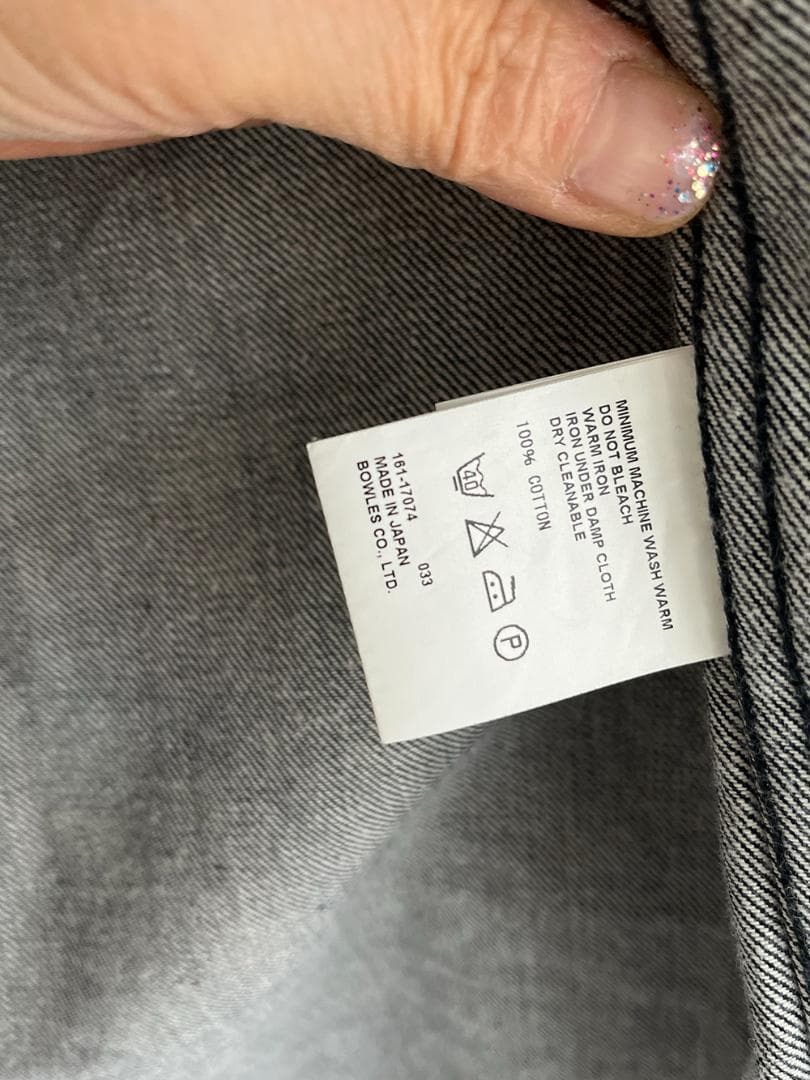 MINIMUM MACHINE WASH WARM
DO NOT BLEACH
WARM IRON
IRON UNDER DAMP CLOTH
DRY CLEANABLE
100% COTTON
40
P
033
161-17074
MADE IN JAPAN
BOWLES CO., LTD.